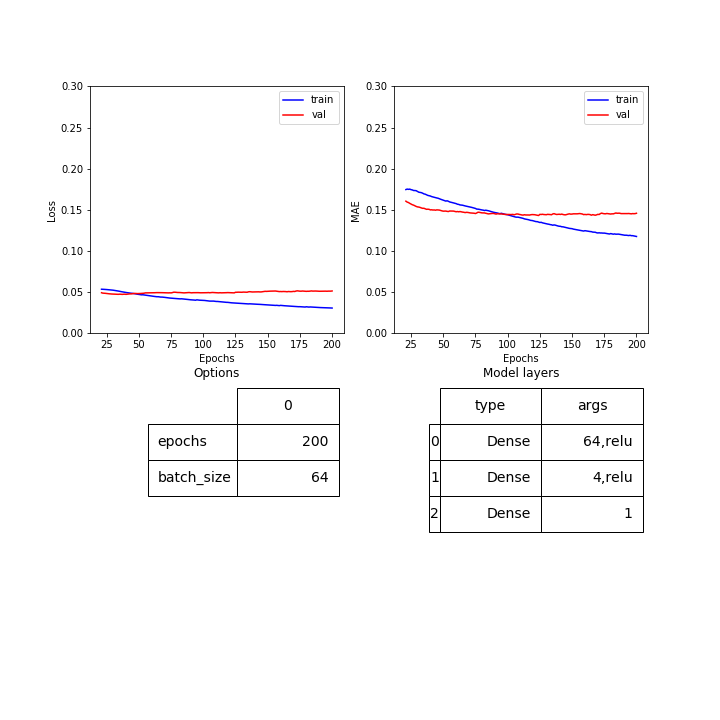 0.30
0.25
0.20
0.15
0.10
0.05
0.00
Loss
train
val
25 50 75 100 125 150 175 200
Epochs
0.30
0.25
0.20
0.15
0.10
0.05
0.00
MAE
train
val
25 50 75 100 125 150 175 200
Epochs
Options
0
epochs 200
batch_size 64
Model layers
type args
0 Dense 64,relu
1 Dense 4,relu
2 Dense 1